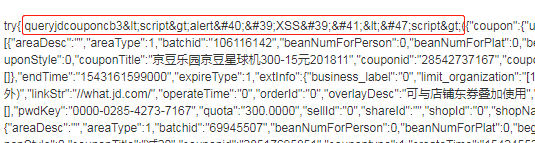 try{ queryjdcouponcb3&lt;script&gt;alert&#40;&#39;XSS&#39;&#41;&lt;&#47;script&gt;({"coupon":{"u
[{"areaDesc":"","areaType":1,"batchid":"106116142","beanNumForPerson":0,"beanNumForPlat":0,"be
uponStyle":0,"couponTitle":"京豆乐园京豆星球机300-15元201811","couponid":"28542737167","coup
[]},"endTime":"1543161599000","expireType":1,"extInfo":{"business_label":"0","limit_organization":"[1
外)","linkStr":"//what.jd.com/","operateTime":"0","orderId":"0","overlayDesc":"可与店铺东券叠加使用",'
[],"pwdKey":"0000-0285-4273-7167","quota":"300.0000","sellId":"0","shareId":"","shopId":"0","shopNa
{"areaDesc":"","areaType":1,"batchid":"69945507","beanNumForPerson":0,"beanNumForPlat":0,"beg